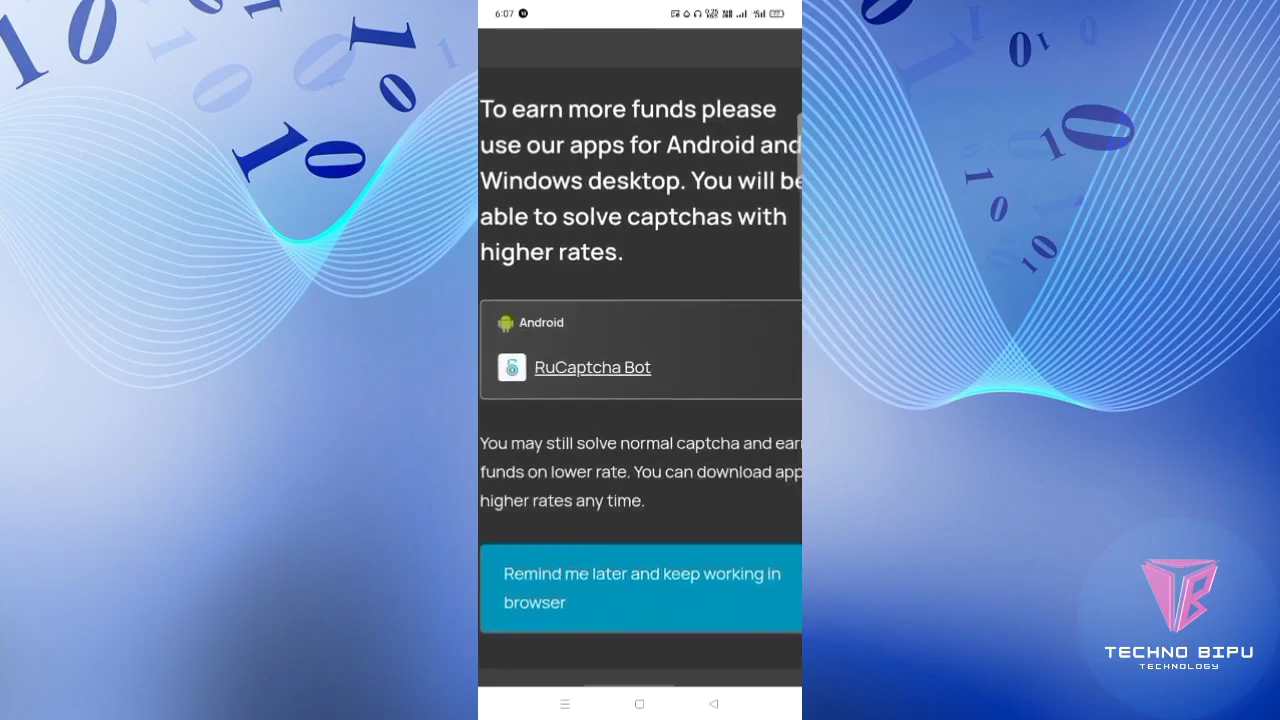 6:07
To earn more funds please
use our apps for Android and
Windows desktop. You will be
able to solve captchas with
higher rates.
Android
RuCaptcha Bot
You may still solve normal captcha and earn
funds on lower rate. You can download app
higher rates any time.
Remind me later and keep working in
browser
TECHNO BIPU
TECHNOLOGY